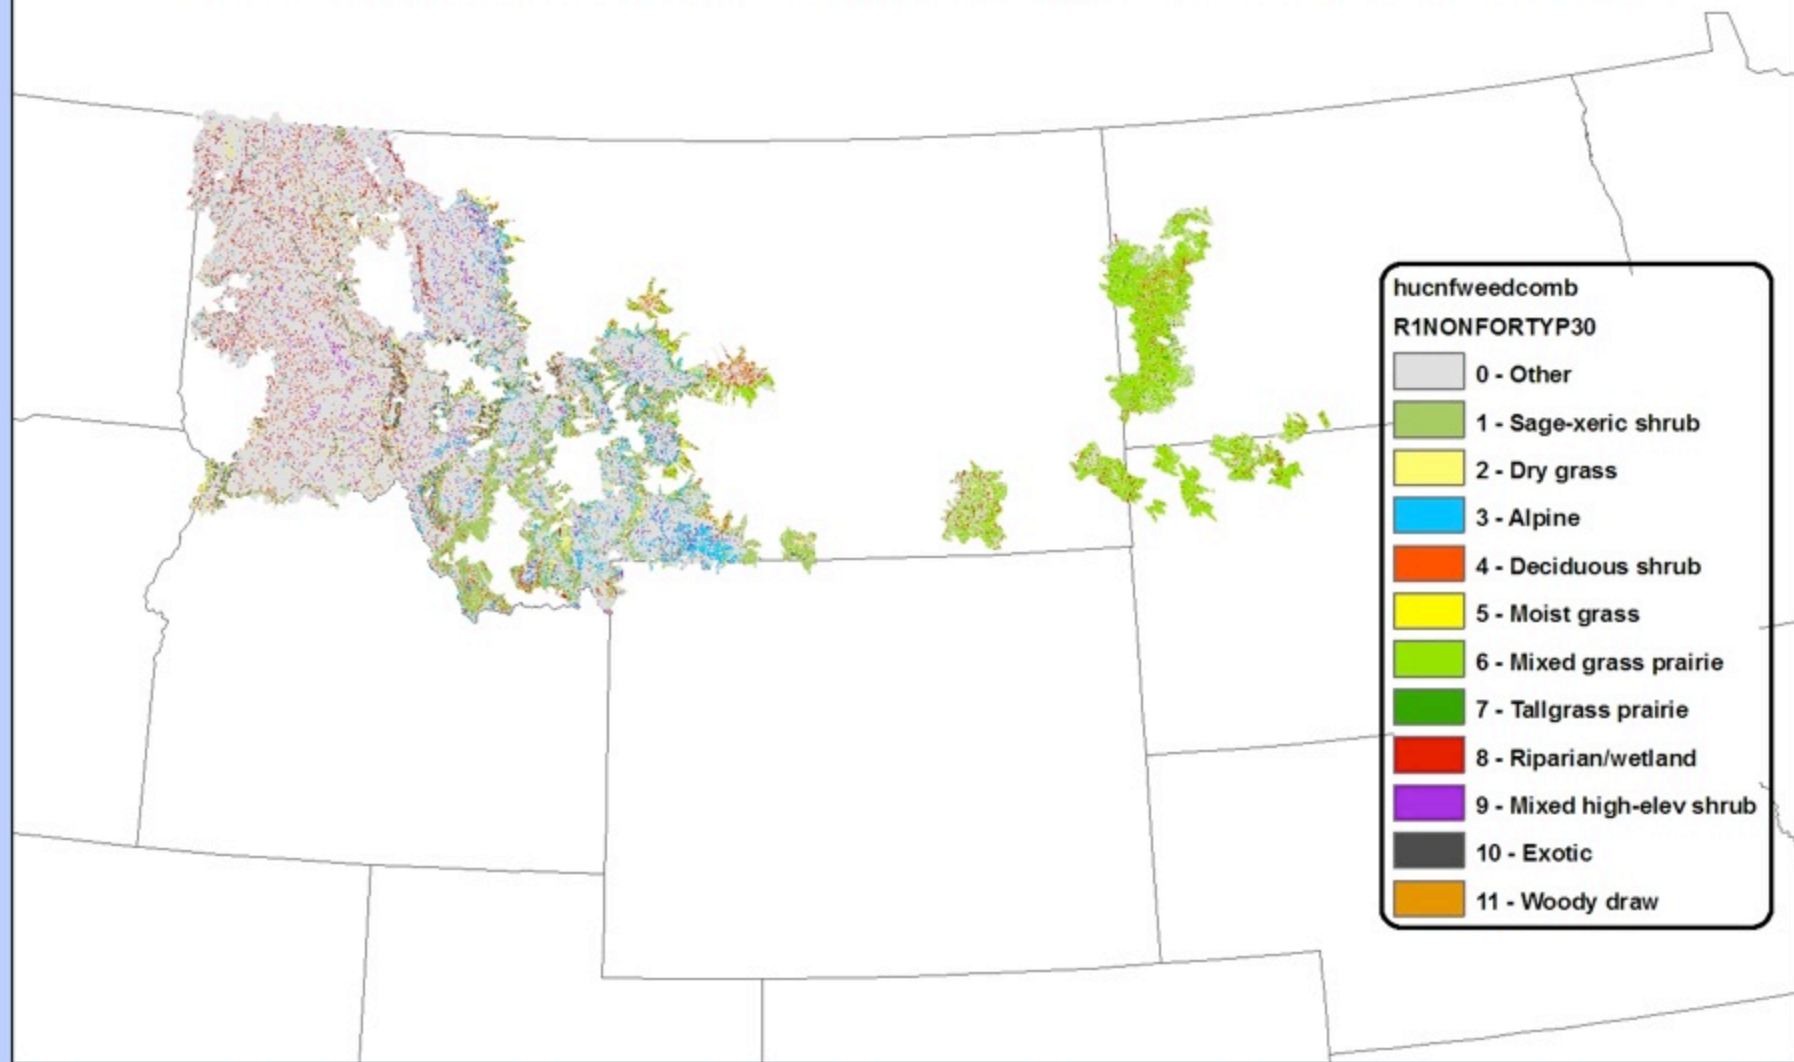 hucnfweedcomb
R1NONFORTYP30
0 - Other
1 - Sage-xeric shrub
2 - Dry grass
3 - Alpine
4 - Deciduous shrub
5 - Moist grass
6 - Mixed grass prairie
7 - Tallgrass prairie
8 - Riparian/wetland
9 - Mixed high-elev shrub
10 - Exotic
11 - Woody draw